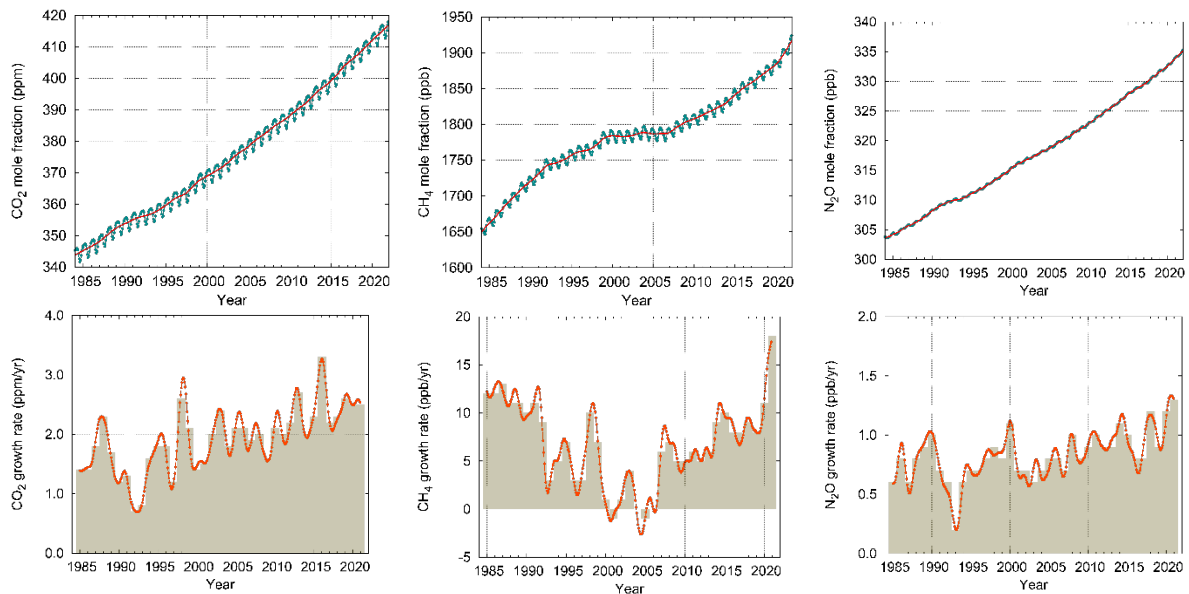 CO2 mole fraction (ppm)
420
410
400
390
380
370
360
350
340
1985 1990 1995 2000 2005 2010 2015 2020
Year
CH4 mole fraction (ppb)
1950
1900
1850
1800
1750
1700
1650
1600
1985 1990 1995 2000 2005 2010 2015 2020
Year
N2O mole fraction (ppb)
340
335
330
325
320
315
310
305
300
1985 1990 1995 2000 2005 2010 2015 2020
Year
CO2 growth rate (ppm/yr)
4.0
3.0
2.0
1.0
0.0
1985 1990 1995 2000 2005 2010 2015 2020
Year
CH4 growth rate (ppb/yr)
20
15
10
5
0
-5
1985 1990 1995 2000 2005 2010 2015 2020
Year
N2O growth rate (ppb/yr)
2.0
1.5
1.0
0.5
0.0
1985 1990 1995 2000 2005 2010 2015 2020
Year